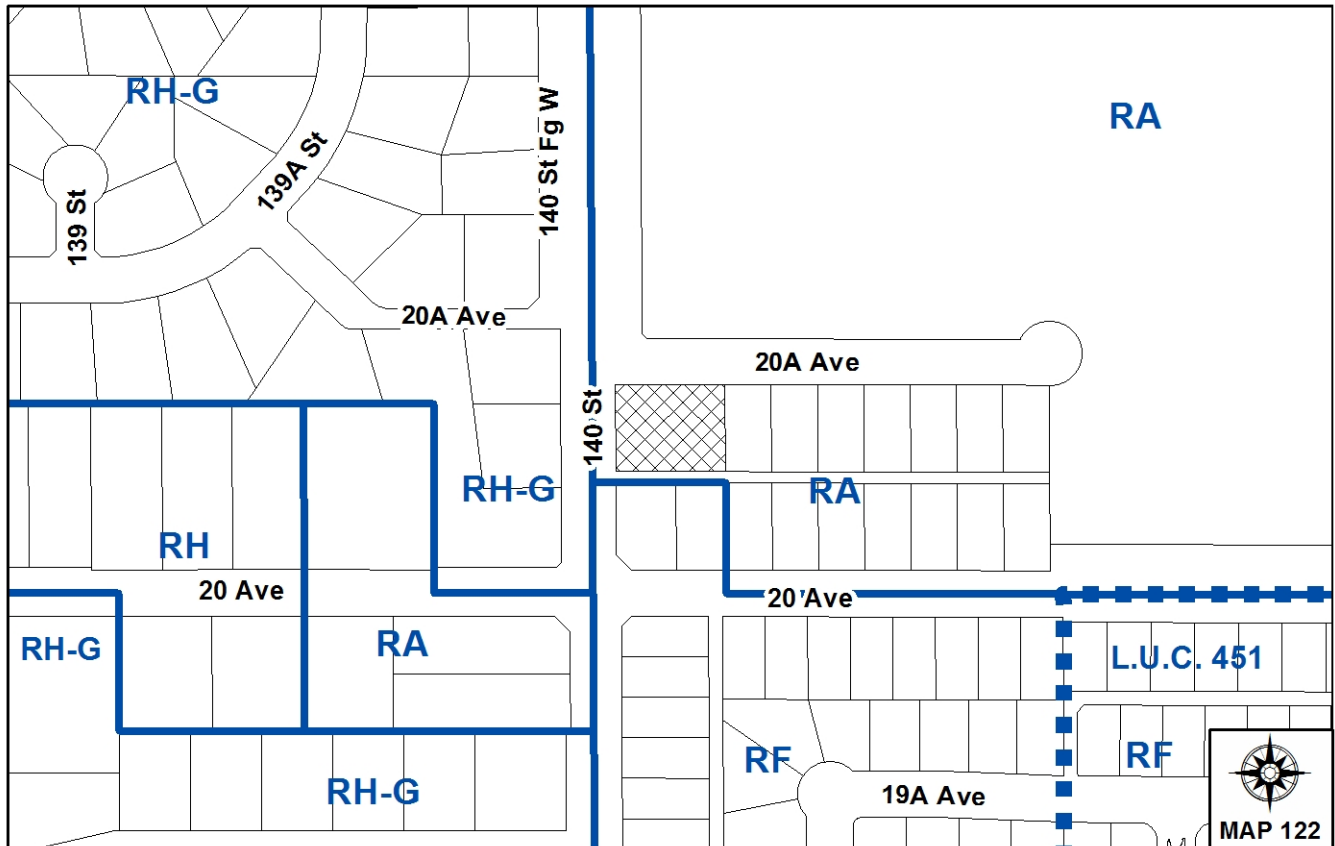 RH-G
RA
140 St Fg W
139A St
139 St
20A Ave
20A Ave
140 St
RH-G
RA
RH
20 Ave
20 Ave
RH-G
RA
L.U.C. 451
RF
RF
RH-G
19A Ave
MAP 122